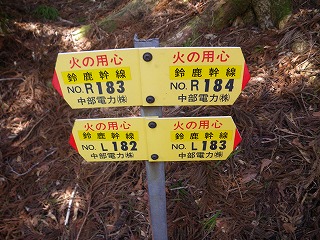 火の用心
鈴鹿幹線
NO.R183
中部電力㈱
火の用心
鈴鹿幹線
NO.R184
中部電力㈱
火の用心
鈴鹿幹線
NO.L182
中部電力㈱
火の用心
鈴鹿幹線
NO.L183
中部電力㈱